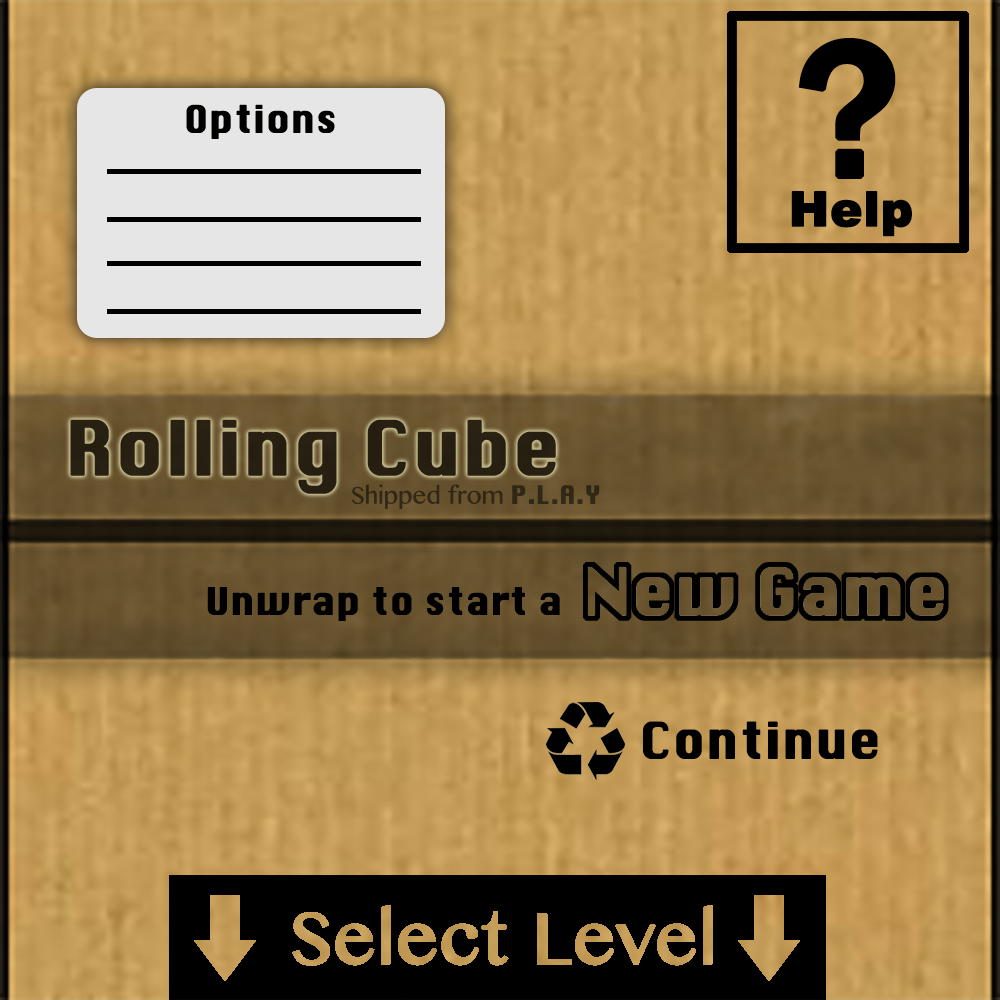 Options
?
Help
Rolling Cube
Shipped from P.L.A.Y
Unwrap to start a New Game
Continue
Select Level